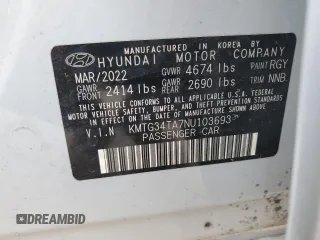 MANUFACTURED IN KOREA BY
HYUNDAI MOTOR COMPANY
MAR/2022 GVWR 4674 lbs PAINT RGY
GAWR FRONT 2414 lbs GAWR REAR 2690 lbs TRIM NNB
THIS VEHICLE CONFORMS TO ALL APPLICABLE
FEDERAL MOTOR VEHICLE SAFETY, BUMPER, AND
THEFT PREVENTION STANDARDS IN EFFECT ON THE
DATE OF MANUFACTURE SHOWN ABOVE.
V.I.N KMTG34TA7NU103693
PASSENGER CAR